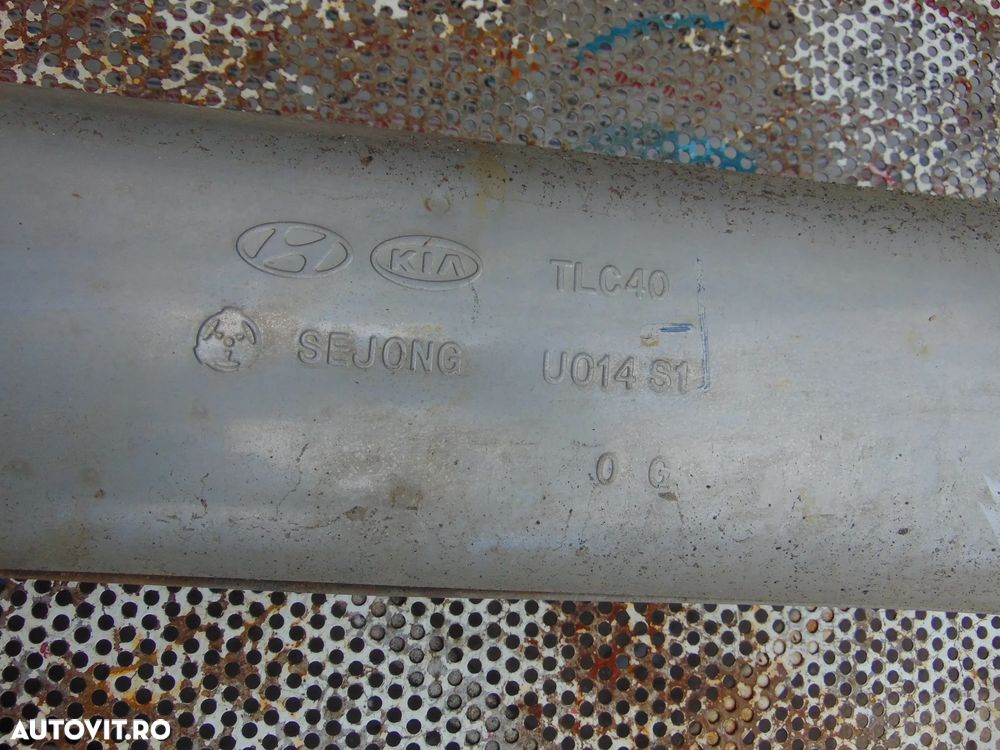 KIA TLC40
SEJONG U014 S1
0 G
AUTOVIT.RO